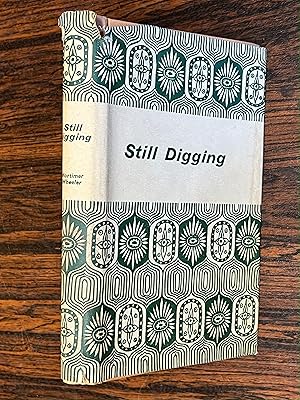 Still
Digging
Mortimer
Wheeler
Still Digging